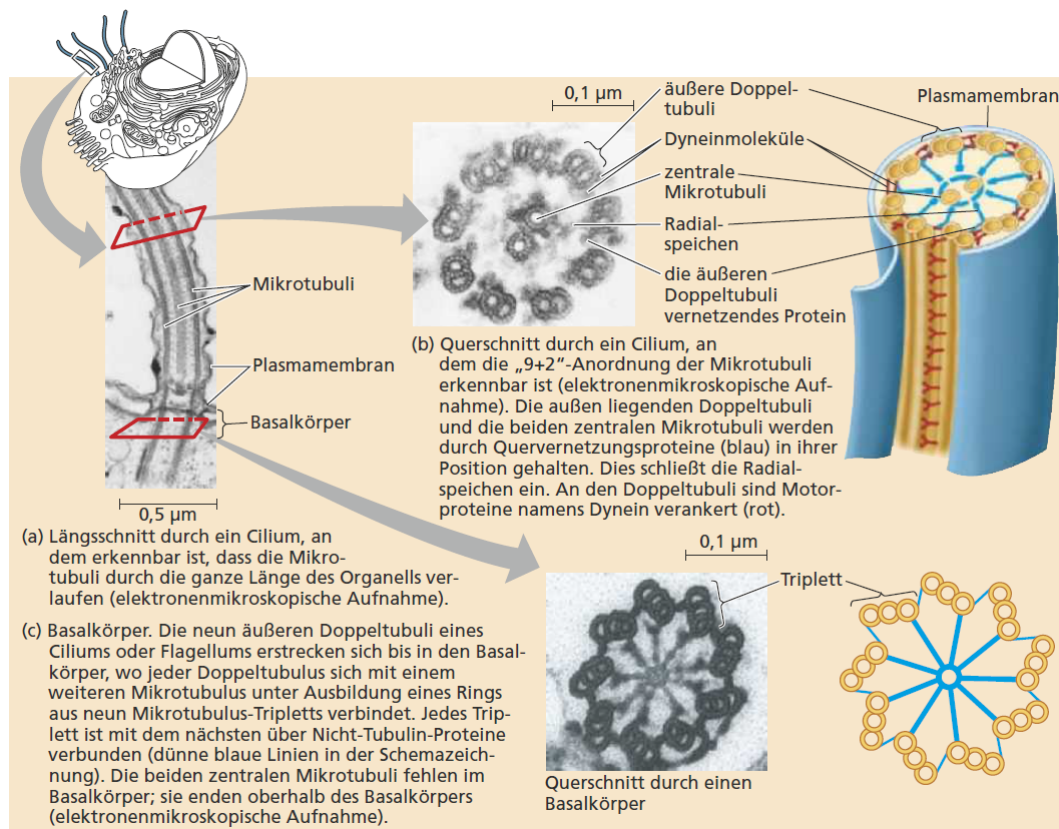 0,1 µm
äußere Doppel-
tubuli
Plasmamembran
Dyneinmoleküle
zentrale
Mikrotubuli
Radial-
speichen
die äußeren
Doppeltubuli
vernetzendes Protein
Mikrotubuli
Plasmamembran
Basalkörper
0,5 µm
(a) Längsschnitt durch ein Cilium, an
dem erkennbar ist, dass die Mikro-
tubuli durch die ganze Länge des Organells ver-
laufen (elektronenmikroskopische Aufnahme).
(b) Querschnitt durch ein Cilium, an
dem die „9+2“-Anordnung der Mikrotubuli
erkennbar ist (elektronenmikroskopische Auf-
nahme). Die außen liegenden Doppeltubuli
und die beiden zentralen Mikrotubuli werden
durch Quervernetzungsproteine (blau) in ihrer
Position gehalten. Dies schließt die Radial-
speichen ein. An den Doppeltubuli sind Motor-
proteine namens Dynein verankert (rot).
(c) Basalkörper. Die neun äußeren Doppeltubuli eines
Ciliums oder Flagellums erstrecken sich bis in den Basal-
körper, wo jeder Doppeltubulus sich mit einem
weiteren Mikrotubulus unter Ausbildung eines Rings
aus neun Mikrotubulus-Tripletts verbindet. Jedes Trip-
lett ist mit dem nächsten über Nicht-Tubulin-Proteine
verbunden (dünne blaue Linien in der Schemazeich-
nung). Die beiden zentralen Mikrotubuli fehlen im
Basalkörper; sie enden oberhalb des Basalkörpers
(elektronenmikroskopische Aufnahme).
0,1 µm
Triplett
Querschnitt durch einen
Basalkörper